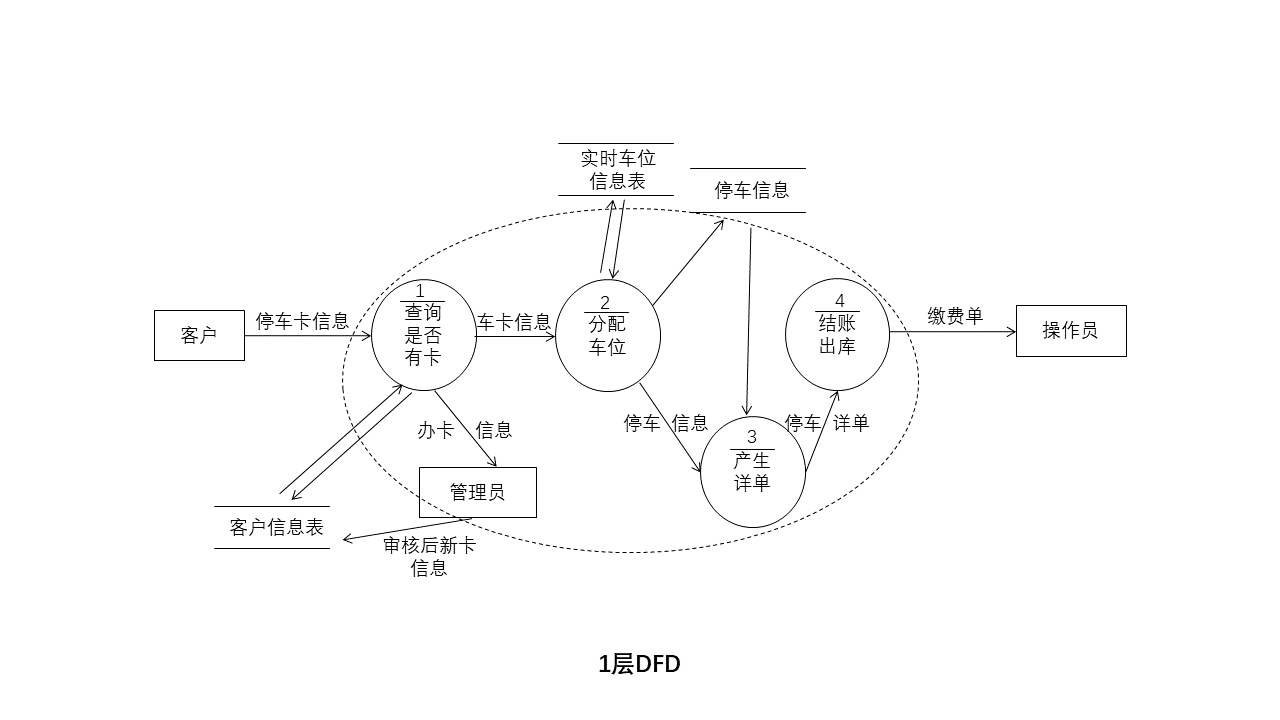 实时车位
信息表
停车信息
客户
停车卡信息
1
查询
是否
有卡
车卡信息
2
分配
车位
4
结账
出库
缴费单
操作员
办卡 信息
停车 信息
停车 详单
3
产生
详单
管理员
客户信息表
审核后新卡
信息
1层DFD